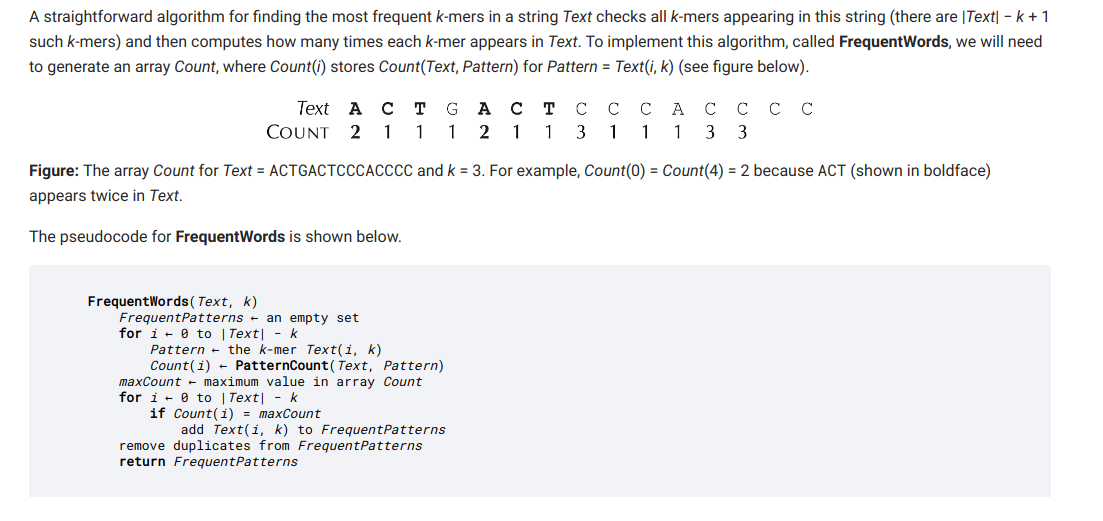 A straightforward algorithm for finding the most frequent k-mers in a string Text checks all k-mers appearing in this string (there are |Text| − k + 1
such k-mers) and then computes how many times each k-mer appears in Text. To implement this algorithm, called FrequentWords, we will need
to generate an array Count, where Count(i) stores Count(Text, Pattern) for Pattern = Text(i, k) (see figure below).
Text A C T G A C T C C C A C C C C
COUNT 2 1 1 1 2 1 1 3 1 1 1 3 3
Figure: The array Count for Text = ACTGACTCCCACCCC and k = 3. For example, Count(0) = Count(4) = 2 because ACT (shown in boldface)
appears twice in Text.
The pseudocode for FrequentWords is shown below.
FrequentWords(Text, k)
FrequentPatterns ← an empty set
for i ← 0 to |Text| - k
Pattern ← the k-mer Text(i, k)
Count(i) ← PatternCount(Text, Pattern)
maxCount ← maximum value in array Count
for i ← 0 to |Text| - k
if Count(i) = maxCount
add Text(i, k) to FrequentPatterns
remove duplicates from FrequentPatterns
return FrequentPatterns